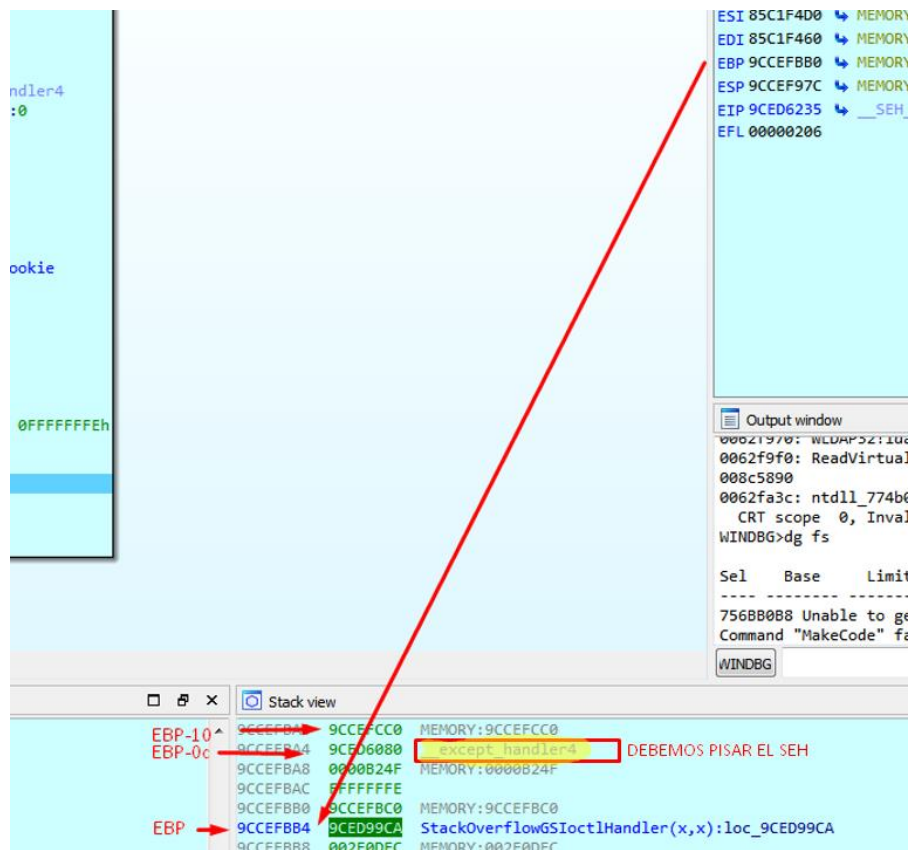 ESI 85C1F4D0 MEMORY
EDI 85C1F460 MEMORY
EBP 9CCEFBB0 MEMORY
ESP 9CCEF97C MEMORY
EIP 9CED6235 __SEH_
EFL 00000206
ndler4
:0
ookie
0FFFFFFFEh
Output window
0062f9f0: ReadVirtual
008c5890
0062fa3c: ntdll_774b0
CRT scope 0, Inval
WINDBG>dg fs
Sel Base Limit
---- -------- -------
756BB0B8 Unable to ge
Command "MakeCode" fa
WINDBG
Stack view
EBP-10 9CCEFCC0 MEMORY:9CCEFCC0
EBP-0c 9CCEFBA4 9CED6080 __except_handler4 DEBEMOS PISAR EL SEH
9CCEFBA8 0000B24F MEMORY:0000B24F
9CCEFBAC FFFFFFFE
9CCEFBB0 9CCEFBC0 MEMORY:9CCEFBC0
EBP 9CCEFBB4 9CED99CA StackOverflowGSIoctlHandler(x,x):loc_9CED99CA
9CCEFBB8 002F0DFC MEMORY:002F0DFC